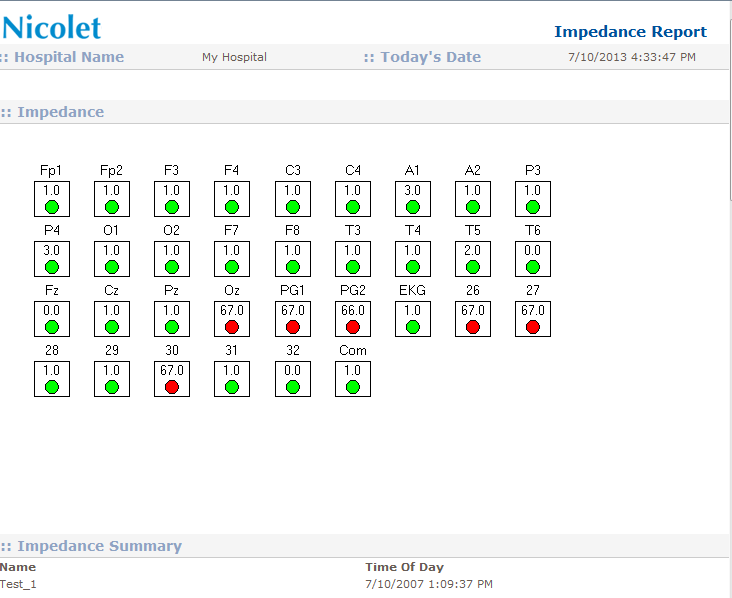 Nicolet
Impedance Report
:: Hospital Name My Hospital :: Today's Date 7/10/2013 4:33:47 PM
:: Impedance
Fp1 Fp2 F3 F4 C3 C4 A1 A2 P3
1.0 1.0 1.0 1.0 1.0 1.0 3.0 1.0 1.0
P4 O1 O2 F7 F8 T3 T4 T5 T6
3.0 1.0 1.0 1.0 1.0 1.0 1.0 2.0 0.0
Fz Cz Pz Oz PG1 PG2 EKG 26 27
0.0 1.0 1.0 67.0 67.0 66.0 1.0 67.0 67.0
28 29 30 31 32 Com
1.0 1.0 67.0 1.0 0.0 1.0
:: Impedance Summary
Name Time Of Day
Test_1 7/10/2007 1:09:37 PM